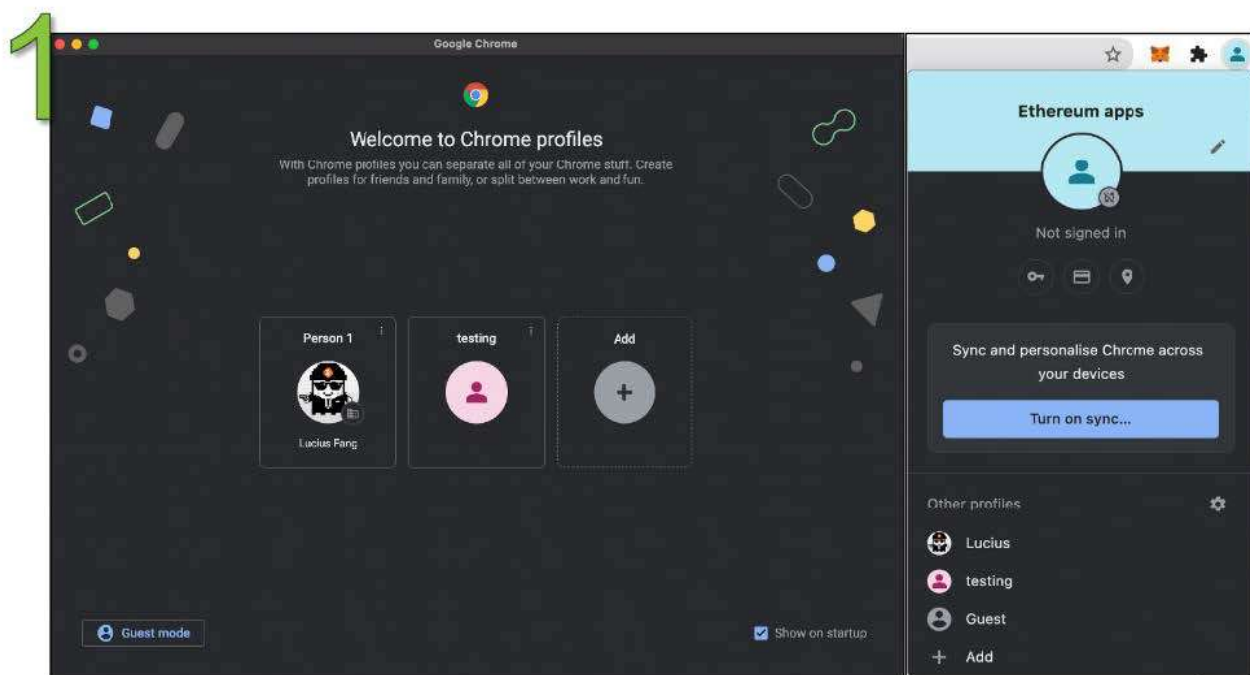 1
Google Chrome
Welcome to Chrome profiles
With Chrome profiles you can separate all of your Chrome stuff. Create
profiles for friends and family, or split between work and fun.
Person 1
Lucius Fang
testing
Add
Guest mode
Show on startup
Ethereum apps
Not signed in
Sync and personalise Chrome across
your devices
Turn on sync...
Other profiles
Lucius
testing
Guest
Add